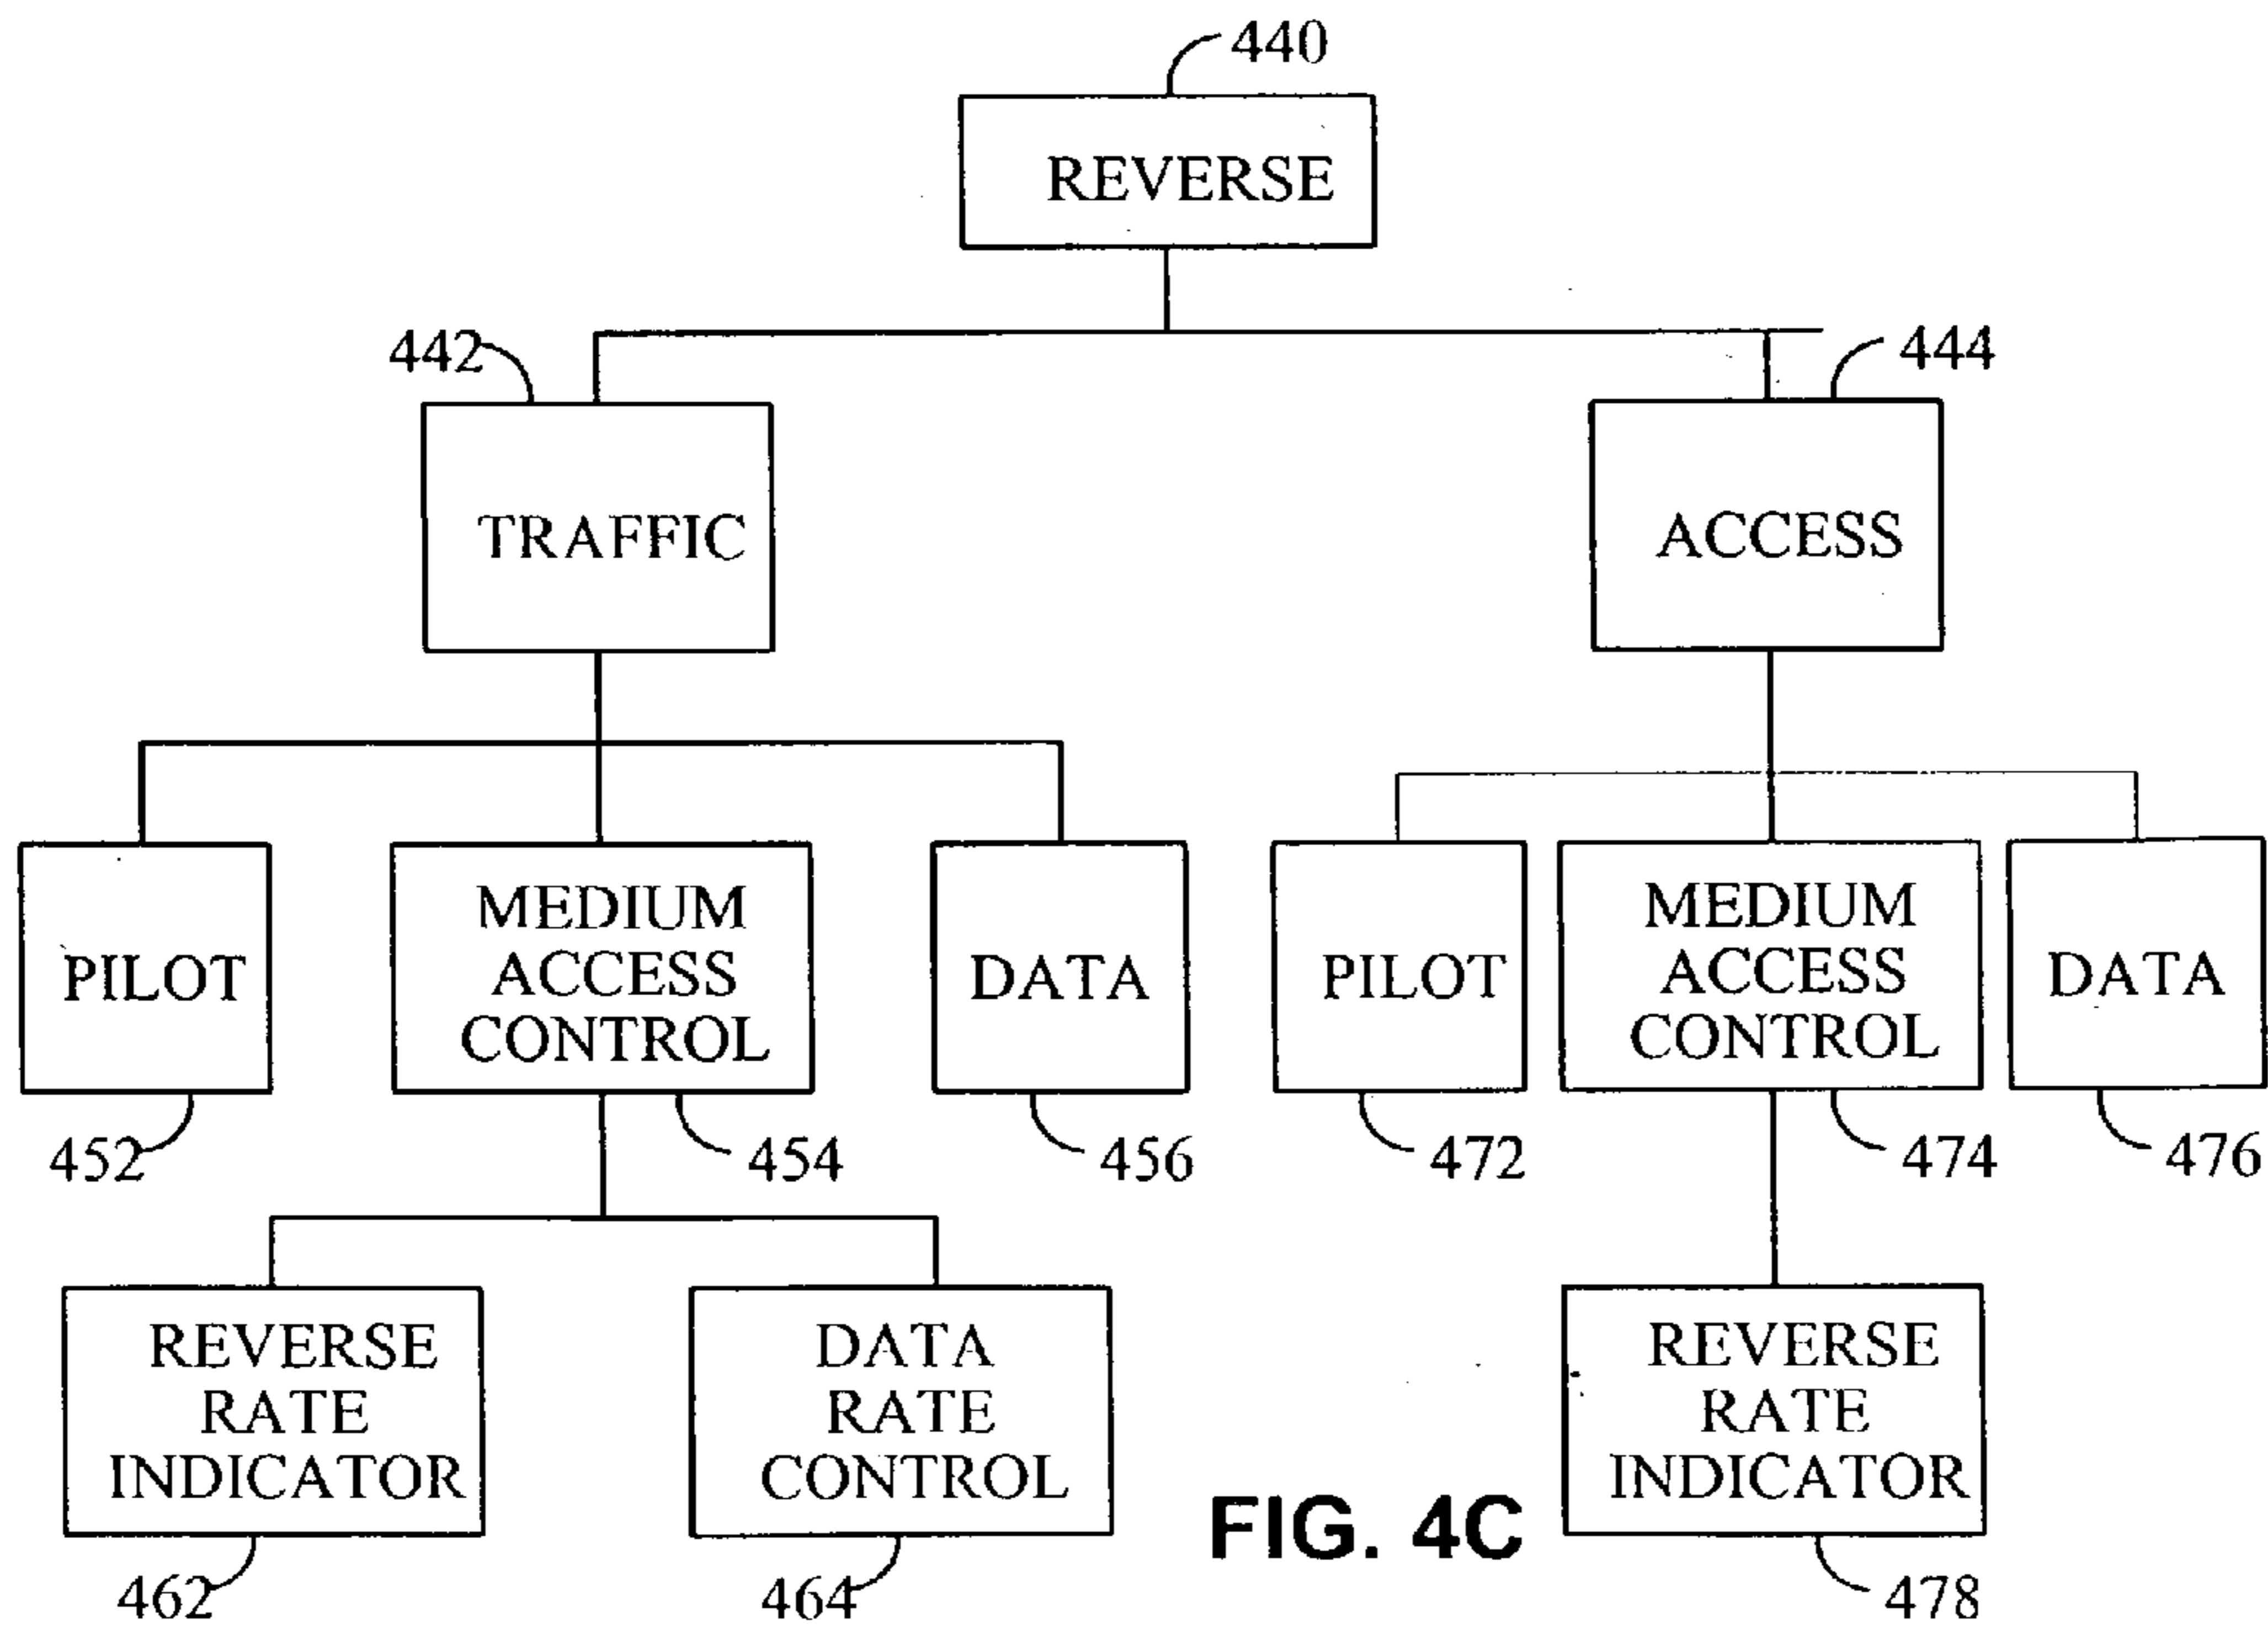 440
REVERSE
442
444
TRAFFIC
ACCESS
PILOT
MEDIUM
ACCESS
CONTROL
DATA
PILOT
MEDIUM
ACCESS
CONTROL
DATA
452
454
456
472
474
476
REVERSE
RATE
INDICATOR
DATA
RATE
CONTROL
REVERSE
RATE
INDICATOR
FIG. 4C
462
464
478